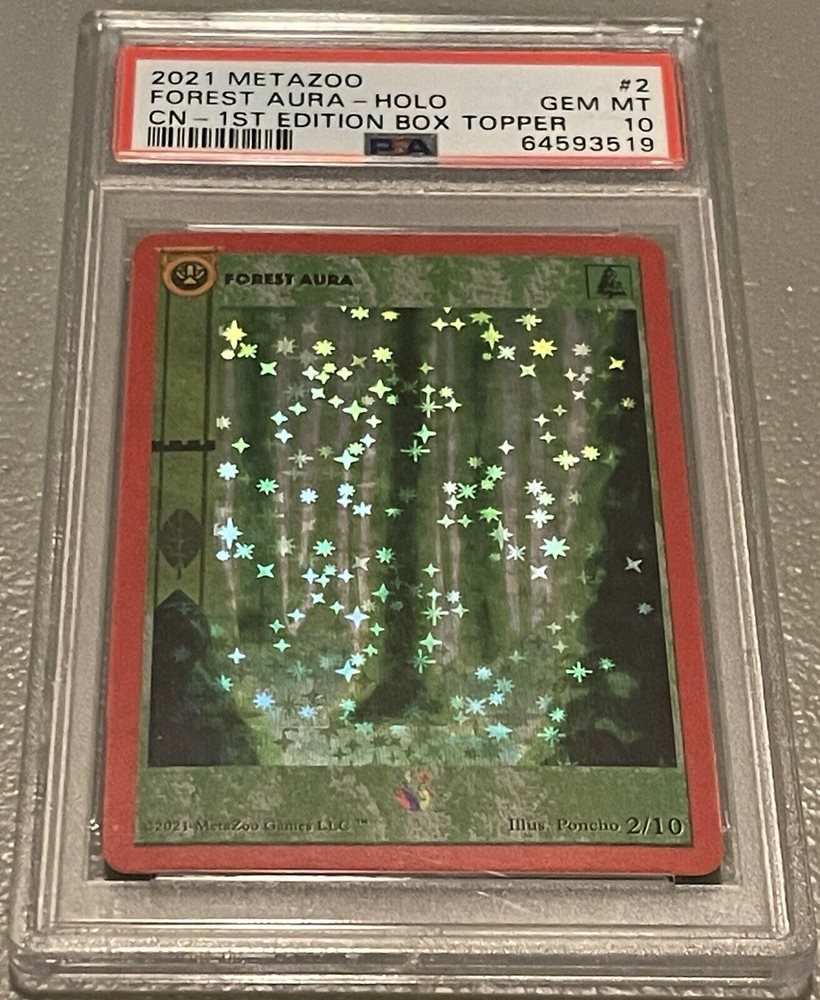 2021 METAZOO #2
FOREST AURA - HOLO GEM MT
CN - 1ST EDITION BOX TOPPER 10
PSA 64593519
FOREST AURA
©2021 MetaZoo Games LLC ™
Illus. Poncho 2/10